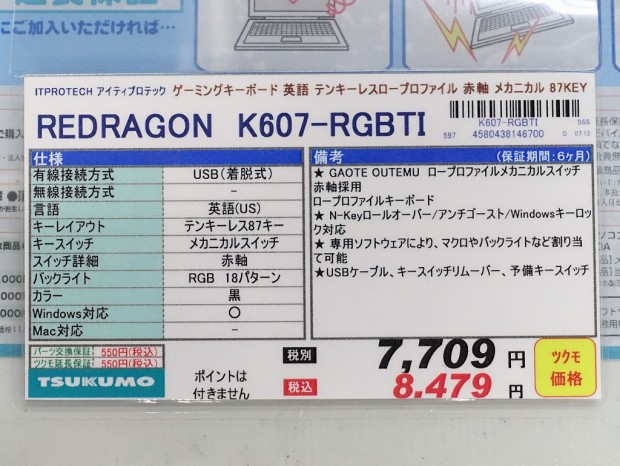 にご加入いただければ…
ITPROTECH アイティプロテック ゲーミングキーボード 英語 テンキーレスロープロファイル 赤軸 メカニカル 87KEY
REDRAGON K607-RGBTI
K607-RGBTI SSS
597 4580438146700 G 07.13
仕様
有線接続方式 USB(着脱式)
無線接続方式 -
言語 英語(US)
キーレイアウト テンキーレス87キー
キースイッチ メカニカルスイッチ
スイッチ詳細 赤軸
バックライト RGB 18パターン
カラー 黒
Windows対応 ○
Mac対応 -
備考 (保証期間:6ヶ月)
★ GAOTE OUTEMU ロープロファイルメカニカルスイッチ
赤軸採用
ロープロファイルキーボード
★ N-Keyロールオーバー/アンチゴースト/Windowsキーロッ
ク対応
★ 専用ソフトウェアにより、マクロやバックライトなど割り当
て可能
★USBケーブル、キースイッチリムーバー、予備キースイッチ
パーツ交換保証: 550円(税込)
ツクモ延長保証: 550円(税込)
TSUKUMO
ポイントは
付きません
税別 7,709 円
税込 8,479 円
ツクモ
価格